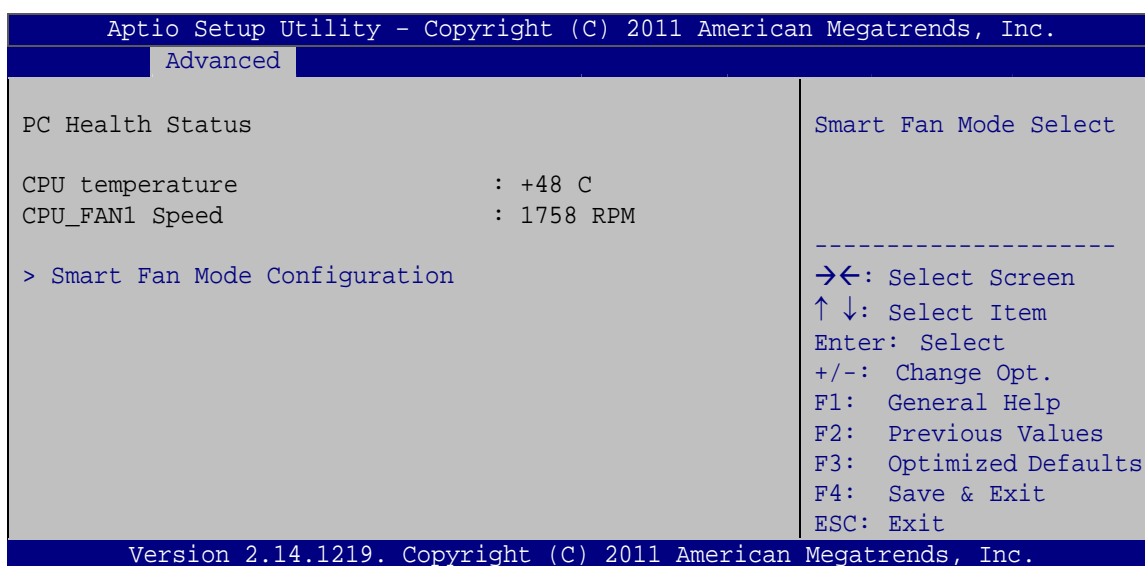 Aptio Setup Utility – Copyright (C) 2011 American Megatrends, Inc.
Advanced
PC Health Status
CPU temperature : +48 C
CPU_FAN1 Speed : 1758 RPM
> Smart Fan Mode Configuration
Smart Fan Mode Select
---------------------
→←: Select Screen
↑ ↓: Select Item
Enter: Select
+/-: Change Opt.
F1: General Help
F2: Previous Values
F3: Optimized Defaults
F4: Save & Exit
ESC: Exit
Version 2.14.1219. Copyright (C) 2011 American Megatrends, Inc.